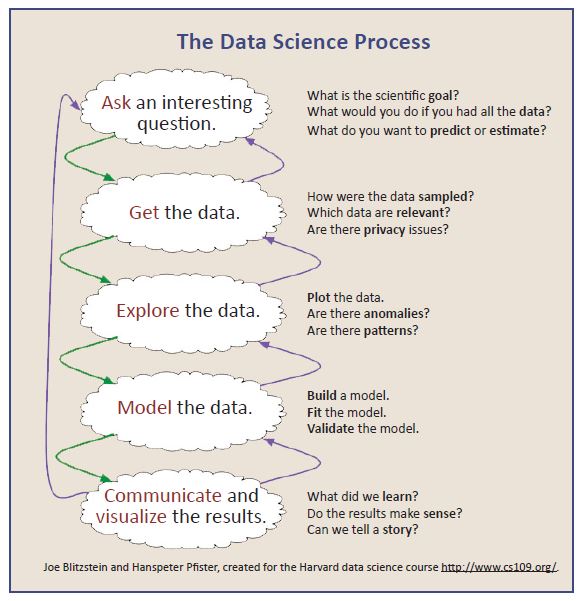 The Data Science Process
Ask an interesting
question.
What is the scientific goal?
What would you do if you had all the data?
What do you want to predict or estimate?
Get the data.
How were the data sampled?
Which data are relevant?
Are there privacy issues?
Explore the data.
Plot the data.
Are there anomalies?
Are there patterns?
Model the data.
Build a model.
Fit the model.
Validate the model.
Communicate and
visualize the results.
What did we learn?
Do the results make sense?
Can we tell a story?
Joe Blitzstein and Hanspeter Pfister, created for the Harvard data science course http://www.cs109.org/.